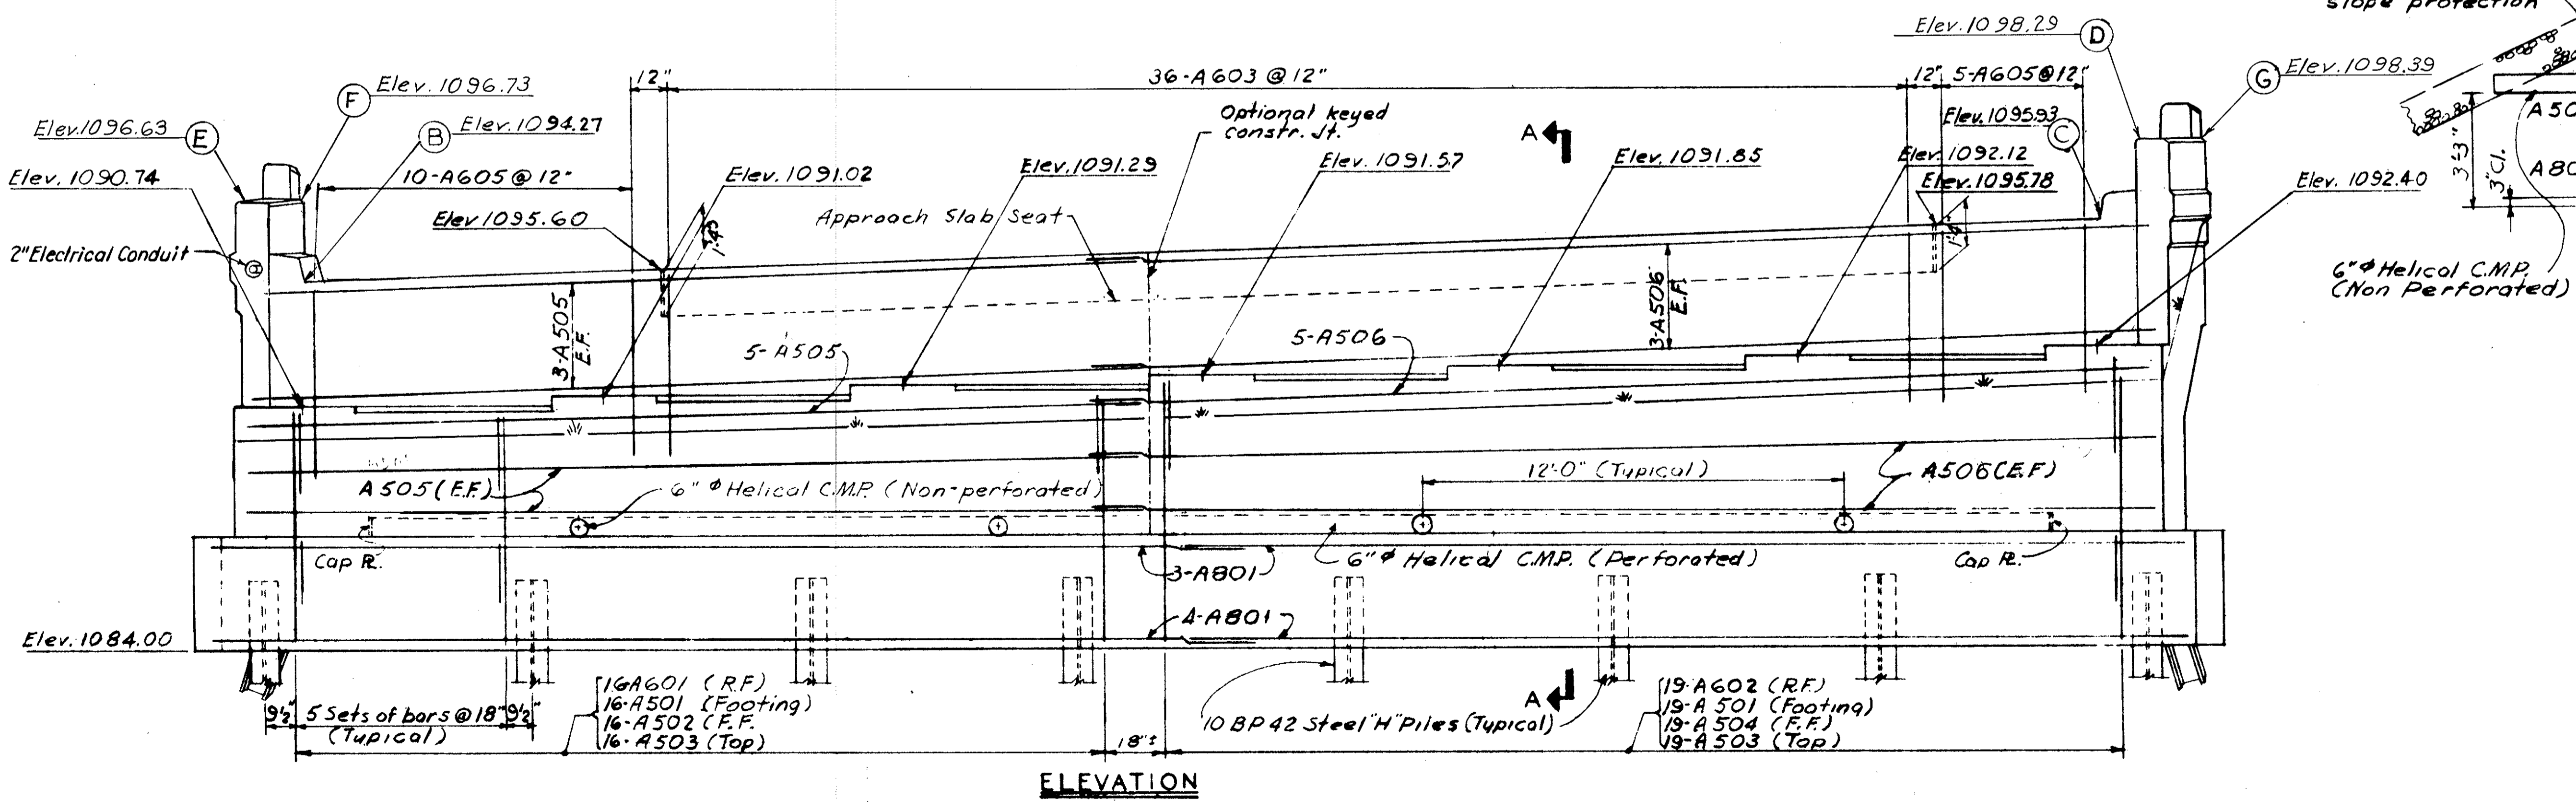 slope protection
Elev. 1098.29
D
Elev. 1096.73
F
12"
36-A603 @ 12"
12"
5-A605@12"
G
Elev. 1098.39
Elev. 1096.63
E
B
Elev. 1094.27
Optional keyed
constr. Jt.
A
Elev. 1095.93
C
A50
3'-3"
3"Cl.
A80
Elev. 1090.74
10-A605 @ 12"
Elev. 1091.02
Elev. 1091.29
Elev. 1091.57
Elev. 1091.85
Elev. 1092.12
Elev. 1095.78
Elev. 1092.40
Elev 1095.60
Approach Slab Seat
2" Electrical Conduit
6"ø Helical C.M.P.
(Non Perforated)
3-A505
E.F.
3-A506
E.F.
5-A505
5-A506
A505 (E.F.)
6"ø Helical C.M.P. (Non-perforated)
12'-0" (Typical)
A506 (E.F)
Cap PL.
3-A801
6"ø Helical C.M.P. (Perforated)
Cap PL.
4-A801
Elev. 1084.00
16A601 (R.F)
16-A501 (Footing)
16-A502 (F.F.
16-A503 (Top)
A
10 BP 42 Steel "H" Piles (Typical)
19-A602 (R.F.)
19-A501 (Footing)
19-A504 (F.F.)
19-A503 (Top)
9½"
5 Sets of bars @ 18"
9½"
(Typical)
18"±
ELEVATION